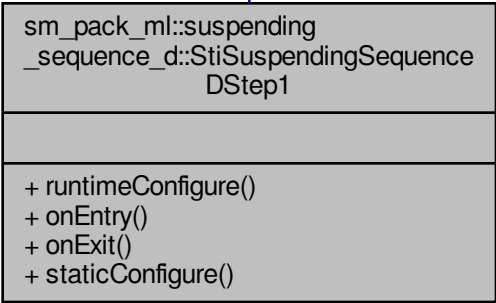 sm_pack_ml::suspending
_sequence_d::StiSuspendingSequence
DStep1
+ runtimeConfigure()
+ onEntry()
+ onExit()
+ staticConfigure()